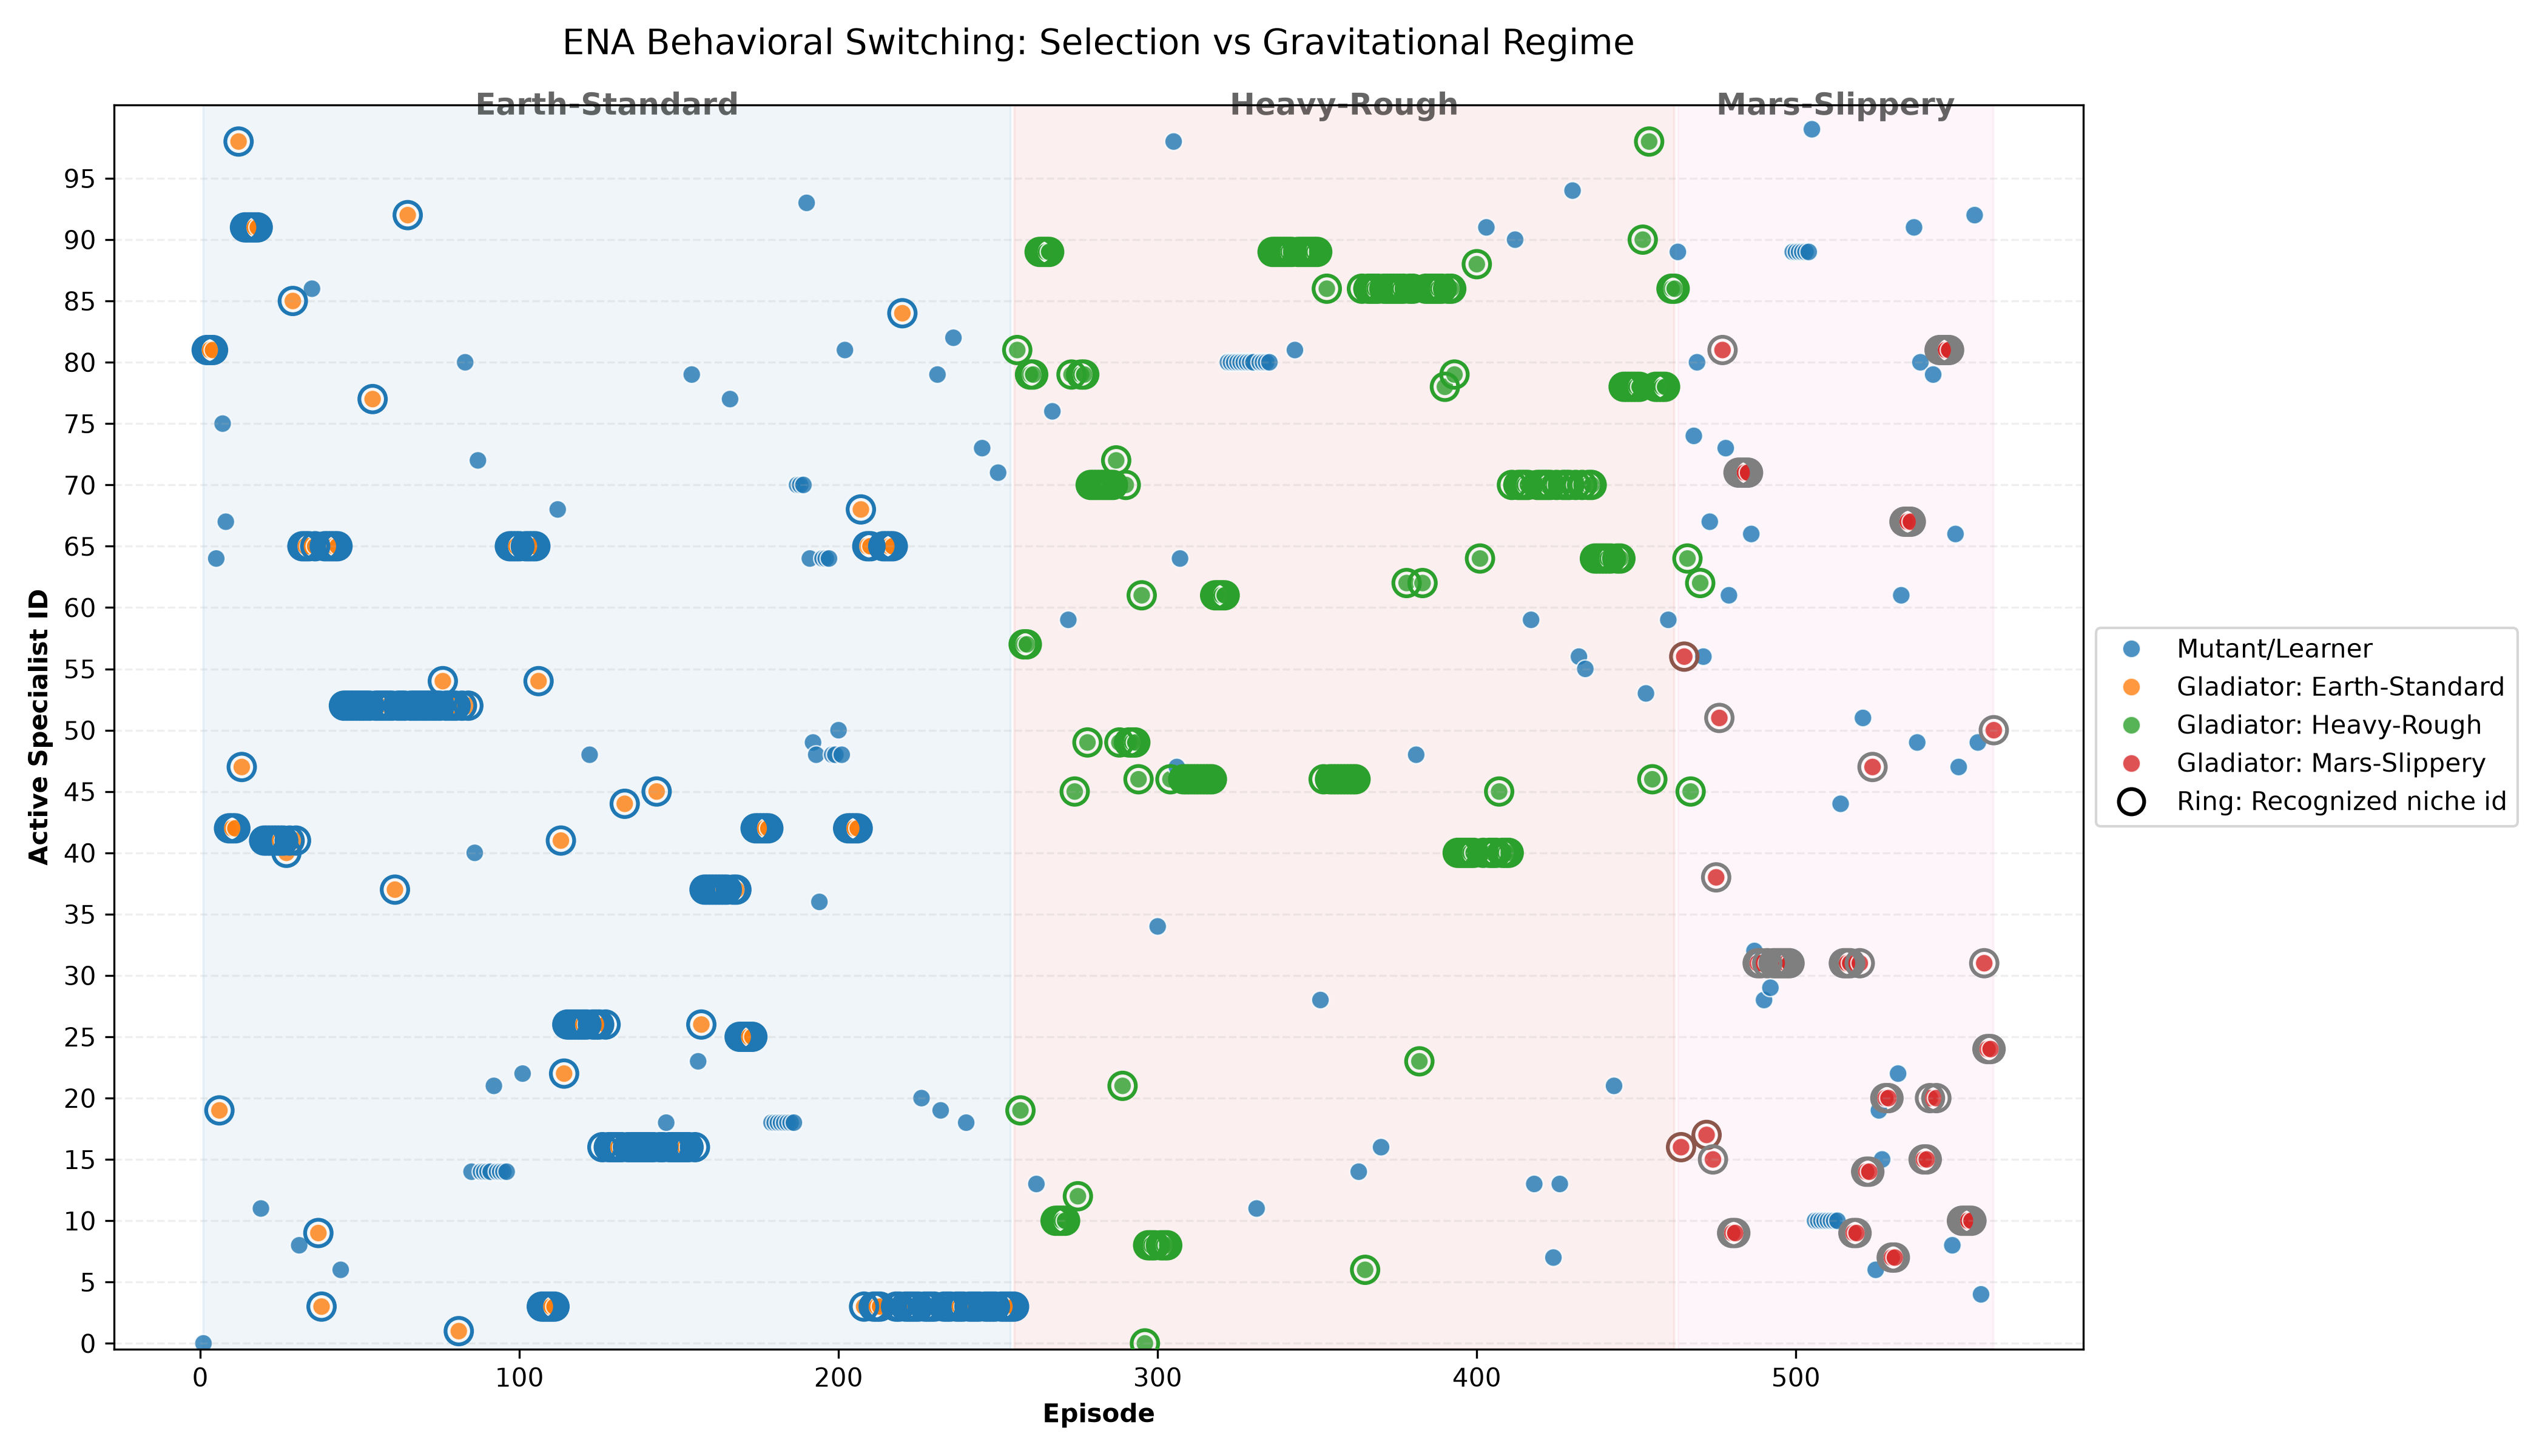 ENA Behavioral Switching: Selection vs Gravitational Regime
Earth-Standard
Heavy-Rough
Mars-Slippery
95
90
85
80
75
70
65
60
55
50
45
40
35
30
25
20
15
10
5
0
Active Specialist ID
0
100
200
300
400
500
Episode
Mutant/Learner
Gladiator: Earth-Standard
Gladiator: Heavy-Rough
Gladiator: Mars-Slippery
Ring: Recognized niche id